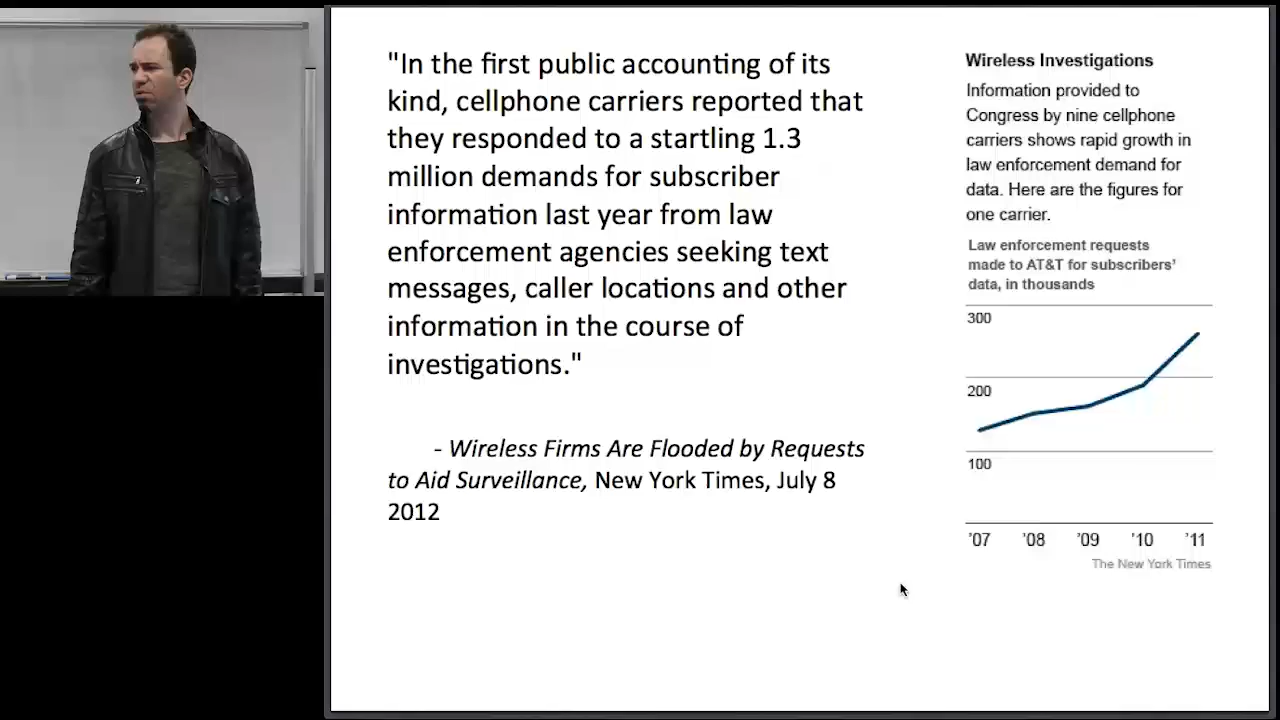 "In the first public accounting of its
kind, cellphone carriers reported that
they responded to a startling 1.3
million demands for subscriber
information last year from law
enforcement agencies seeking text
messages, caller locations and other
information in the course of
investigations."
- Wireless Firms Are Flooded by Requests
to Aid Surveillance, New York Times, July 8
2012
Wireless Investigations
Information provided to
Congress by nine cellphone
carriers shows rapid growth in
law enforcement demand for
data. Here are the figures for
one carrier.
Law enforcement requests
made to AT&T for subscribers’
data, in thousands
300
200
100
’07 ’08 ’09 ’10 ’11
The New York Times